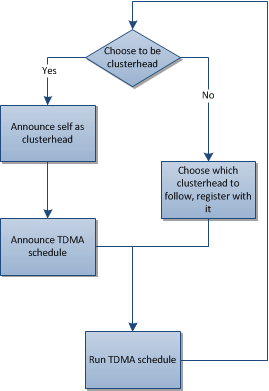 Choose to be
clusterhead
Yes
No
Announce self as
clusterhead
Choose which
clusterhead to
follow, register with
it
Announce TDMA
schedule
Run TDMA schedule